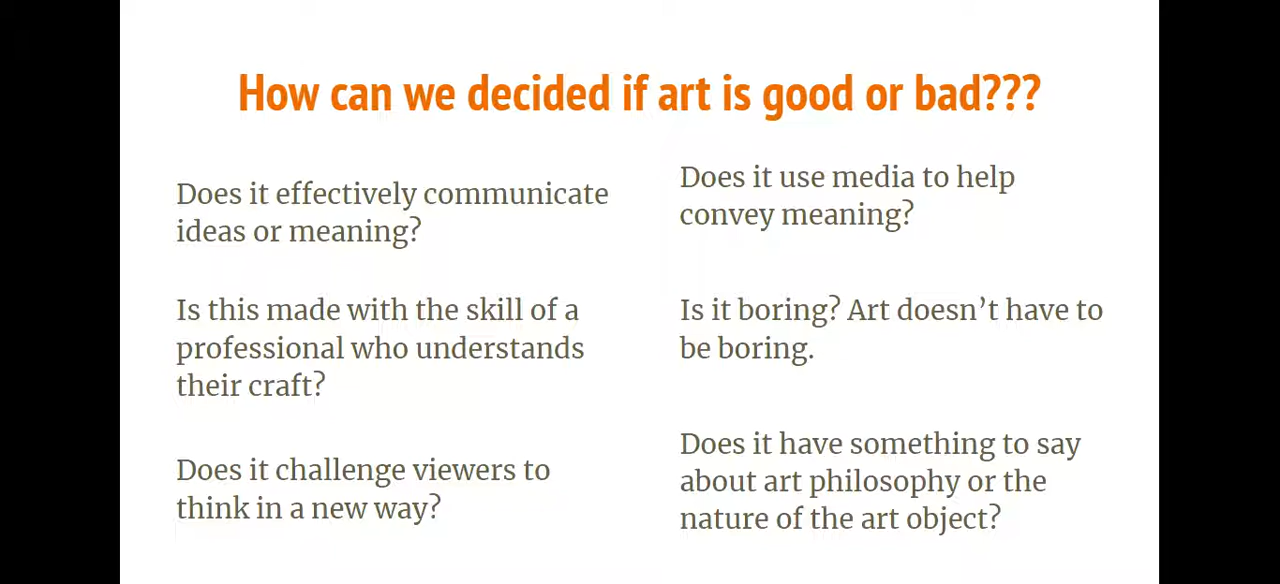 How can we decided if art is good or bad???
Does it effectively communicate
ideas or meaning?
Is this made with the skill of a
professional who understands
their craft?
Does it challenge viewers to
think in a new way?
Does it use media to help
convey meaning?
Is it boring? Art doesn’t have to
be boring.
Does it have something to say
about art philosophy or the
nature of the art object?